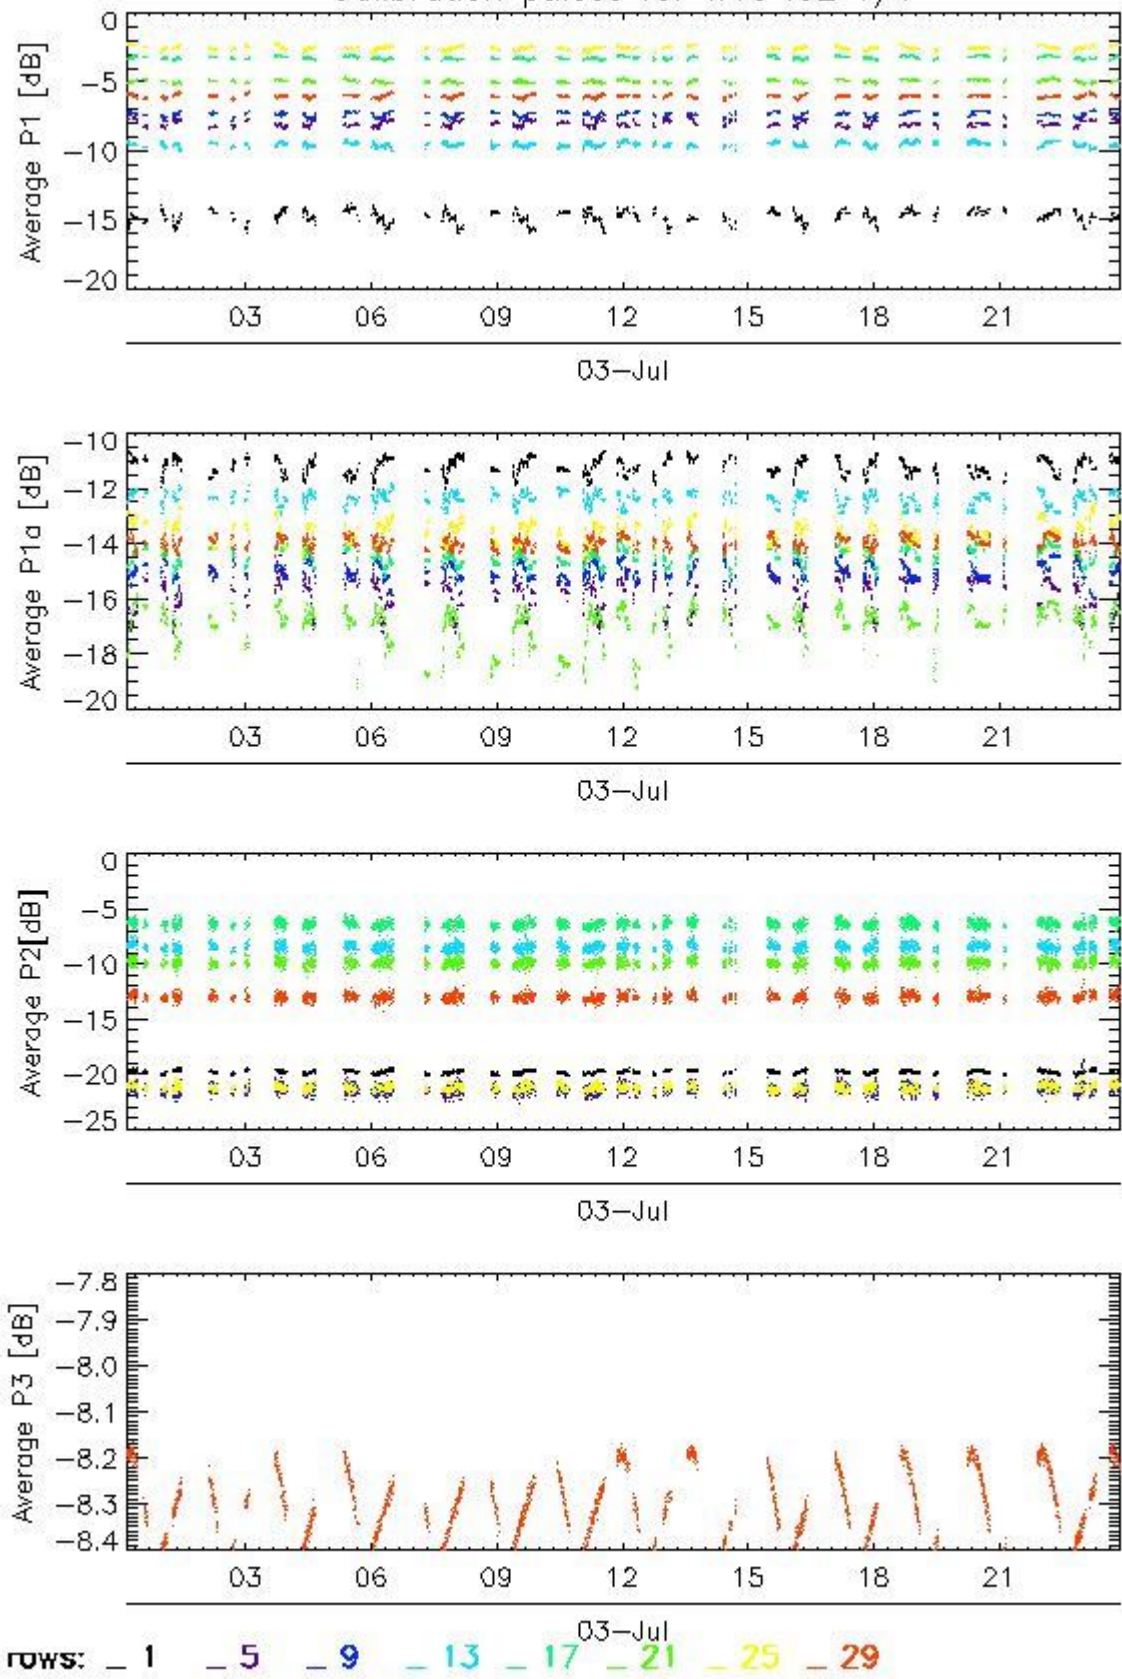 0
−5
−10
−15
−20
Average P1 [dB]
03 06 09 12 15 18 21
03−Jul
−10
−12
−14
−16
−18
−20
Average P1a [dB]
03 06 09 12 15 18 21
03−Jul
0
−5
−10
−15
−20
−25
Average P2[dB]
03 06 09 12 15 18 21
03−Jul
−7.8
−7.9
−8.0
−8.1
−8.2
−8.3
−8.4
Average P3 [dB]
03 06 09 12 15 18 21
03−Jul
rows: _ 1 _ 5 _ 9 _ 13 _ 17 _ 21 _ 25 _ 29